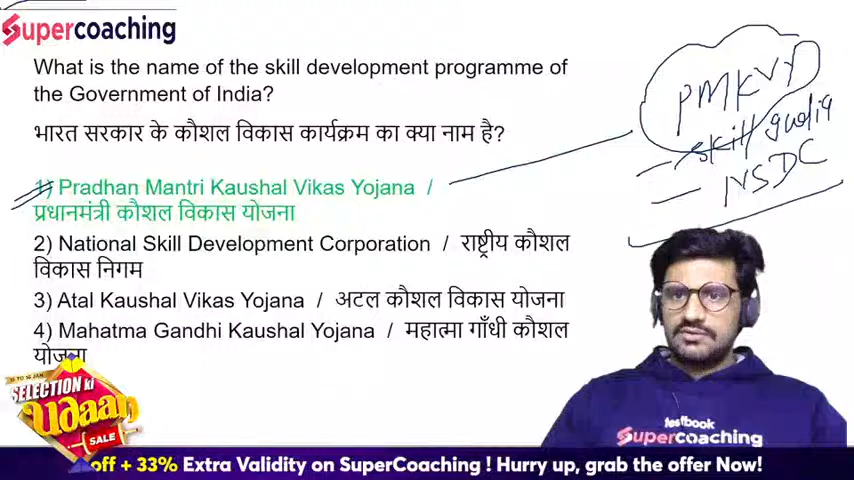 Supercoaching
What is the name of the skill development programme of
the Government of India?
भारत सरकार के कौशल विकास कार्यक्रम का क्या नाम है?
1) Pradhan Mantri Kaushal Vikas Yojana /
प्रधानमंत्री कौशल विकास योजना
2) National Skill Development Corporation / राष्ट्रीय कौशल
विकास निगम
3) Atal Kaushal Vikas Yojana / अटल कौशल विकास योजना
4) Mahatma Gandhi Kaushal Yojana / महात्मा गाँधी कौशल
योजना
PMKVY
Skill India
NSDC
SELECTION ki
Udaan
SALE
testbook
Supercoaching
off + 33% Extra Validity on SuperCoaching ! Hurry up, grab the offer Now!